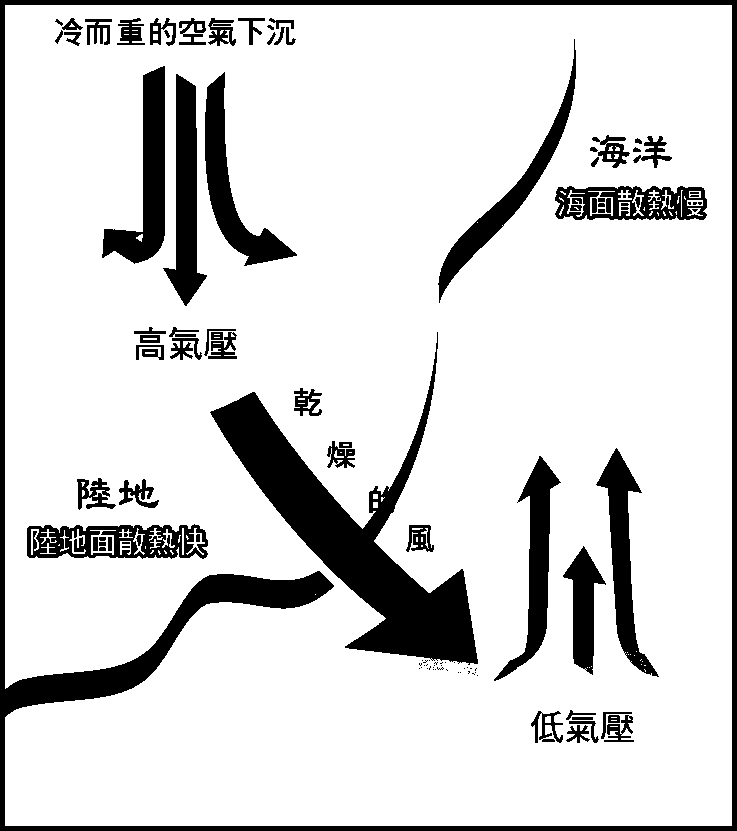 冷而重的空氣下沉
海洋
海面散熱慢
高氣壓
乾燥的風
陸地
陸地面散熱快
低氣壓